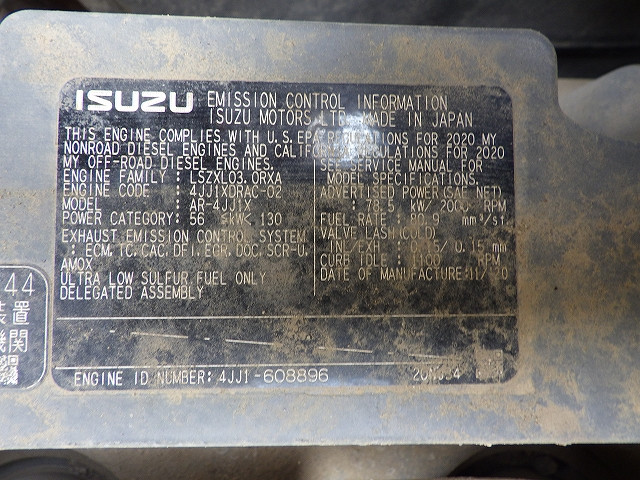 ISUZU EMISSION CONTROL INFORMATION
ISUZU MOTORS LTD. MADE IN JAPAN
THIS ENGINE COMPLIES WITH U.S.EPA REGULATIONS FOR 2020 MY
NONROAD DIESEL ENGINES AND CALIFORNIA REGULATIONS FOR 2020
MY OFF-ROAD DIESEL ENGINES.
ENGINE FAMILY : LSZXL03.0RXA
ENGINE CODE : 4JJ1XDRAC-02
MODEL : AR-4JJ1X
POWER CATEGORY: 56 ≤kW< 130
EXHAUST EMISSION CONTROL SYSTEM
: ECM,TC,CAC,DFI,EGR,DOC,SCR-U,
AMOX
ULTRA LOW SULFUR FUEL ONLY
DELEGATED ASSEMBLY
SEE SERVICE MANUAL FOR
MODEL SPECIFICATIONS.
ADVERTISED POWER(SAE NET)
: 78.5 kW/ 2000 RPM
FUEL RATE : 80.9 mm³/st
VALVE LASH(COLD)
IN/EXH : 0.15/ 0.15 mm
CURB IDLE : 1100 RPM
DATE OF MANUFACTURE:11/ 20
ENGINE ID NUMBER: 4JJ1-608896
44
装置
機関